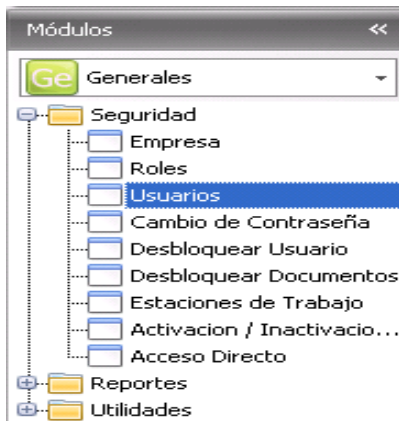 Módulos <<
Ge Generales
Seguridad
Empresa
Roles
Usuarios
Cambio de Contraseña
Desbloquear Usuario
Desbloquear Documentos
Estaciones de Trabajo
Activacion / Inactivacio...
Acceso Directo
Reportes
Utilidades